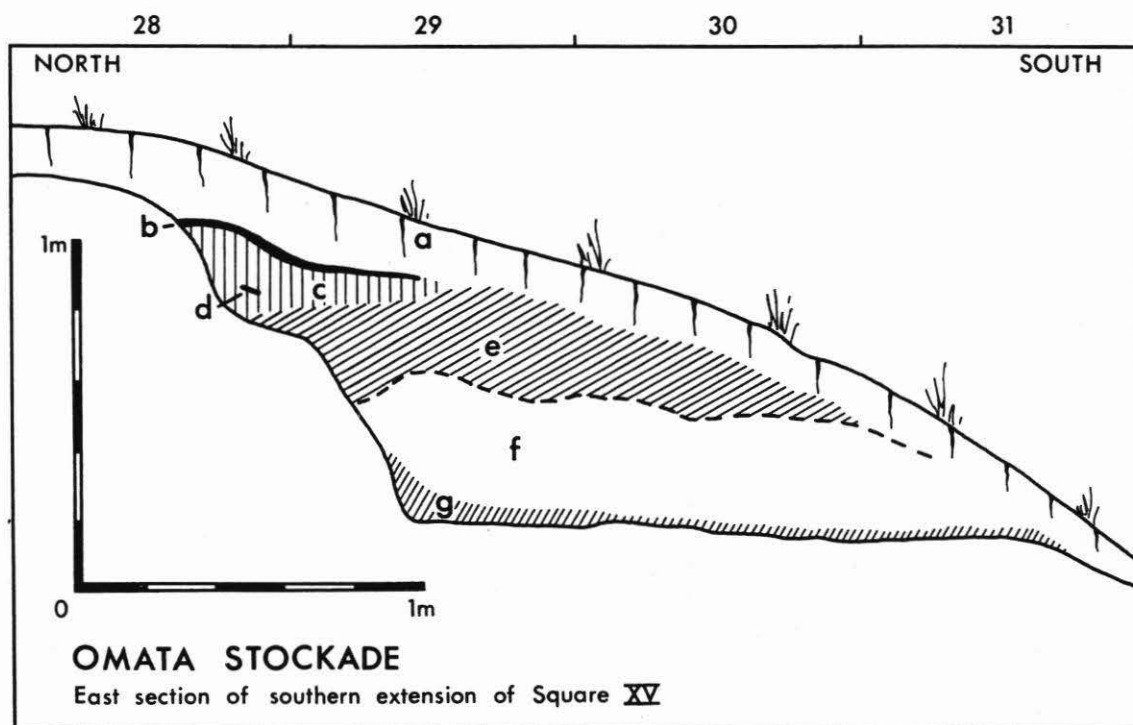 28 29 30 31
NORTH SOUTH
a
b
1m
c
d
e
f
g
0 1m
OMATA STOCKADE
East section of southern extension of Square XV